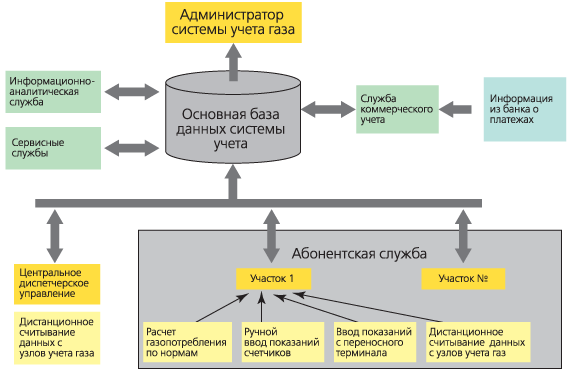 Администратор
системы учета газа
Информационно-
аналитическая
служба
Сервисные
службы
Основная база
данных системы
учета
Служба
коммерческого
учета
Информация
из банка о
платежах
Центральное
диспетчерское
управление
Дистанционное
считывание
данных с
узлов учета газа
Абонентская служба
Участок 1
Участок №
Расчет
газопотребления
по нормам
Ручной
ввод показаний
счетчиков
Ввод показаний
с переносного
терминала
Дистанционное
считывание данных
с узлов учета газ